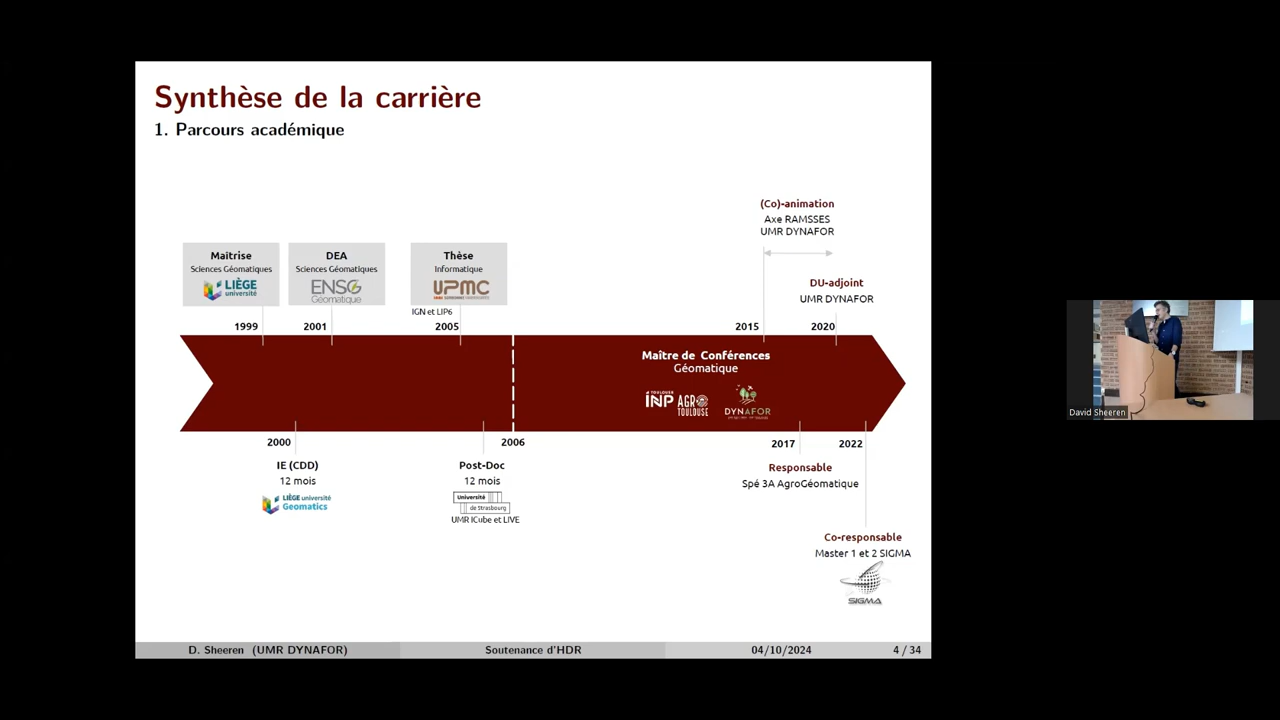 Synthèse de la carrière
1. Parcours académique
(Co)-animation
Axe RAMSSES
UMR DYNAFOR
Maîtrise
Sciences Géomatiques
LIÈGE
université
DEA
Sciences Géomatiques
ENSG
Géomatique
Thèse
Informatique
UPMC
IGN et LIP6
DU-adjoint
UMR DYNAFOR
1999
2001
2005
2015
2020
Maître de Conférences
Géomatique
TOULOUSE
INP
AGRO
TOULOUSE
DYNAFOR
2000
2006
2017
2022
IE (CDD)
12 mois
LIÈGE université
Geomatics
Post-Doc
12 mois
Université
de Strasbourg
UMR ICube et LIVE
Responsable
Spé 3A AgroGéomatique
Co-responsable
Master 1 et 2 SIGMA
SIGMA
D. Sheeren (UMR DYNAFOR)
Soutenance d'HDR
04/10/2024
4 / 34
David Sheeren